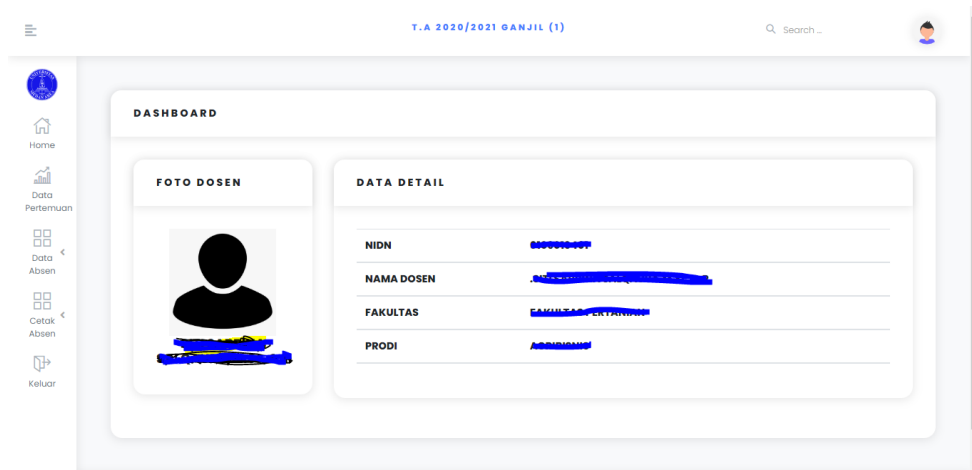 T.A 2020/2021 GANJIL (1)
Search ...
Home
Data
Pertemuan
Data
Absen
Cetak
Absen
Keluar
DASHBOARD
FOTO DOSEN
DATA DETAIL
NIDN
NAMA DOSEN
FAKULTAS
PRODI